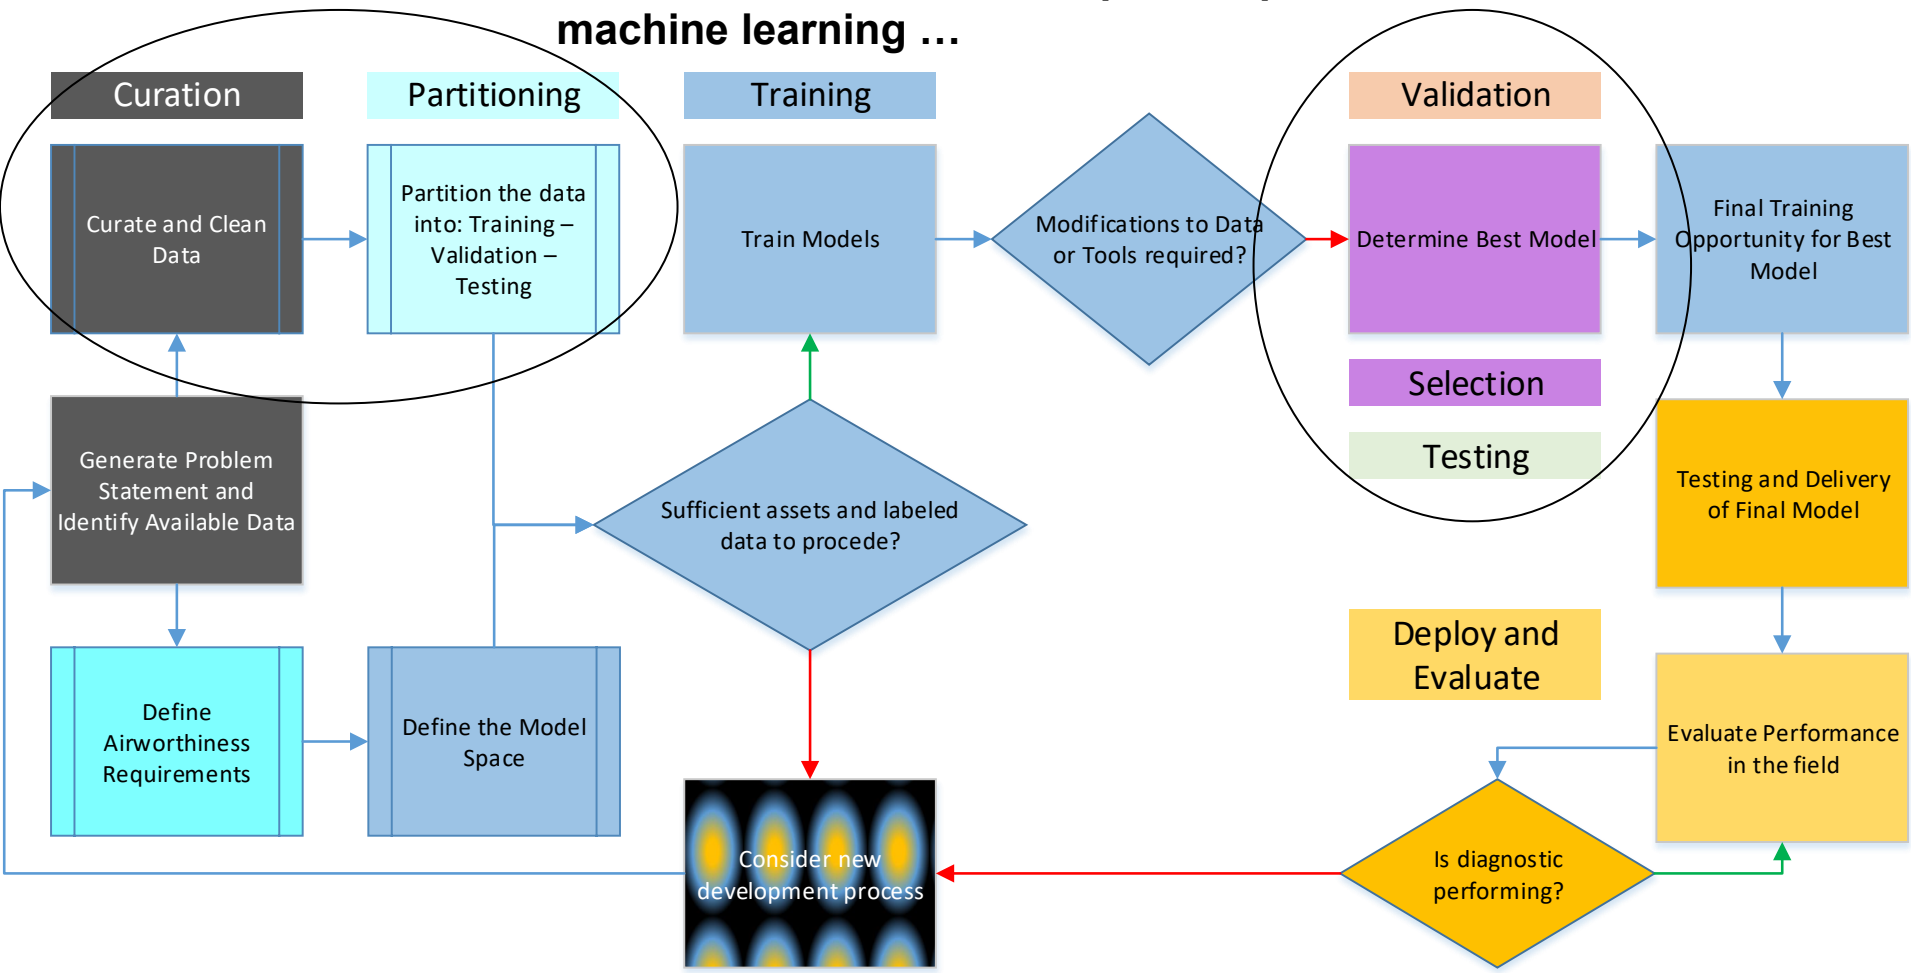 machine learning …
Curation
Partitioning
Training
Validation
Curate and Clean
Data
Partition the data
into: Training –
Validation –
Testing
Train Models
Modifications to Data
or Tools required?
Determine Best Model
Final Training
Opportunity for Best
Model
Selection
Testing
Generate Problem
Statement and
Identify Available Data
Sufficient assets and labeled
data to procede?
Testing and Delivery
of Final Model
Deploy and
Evaluate
Define
Airworthiness
Requirements
Define the Model
Space
Evaluate Performance
in the field
Consider new
development process
Is diagnostic
performing?